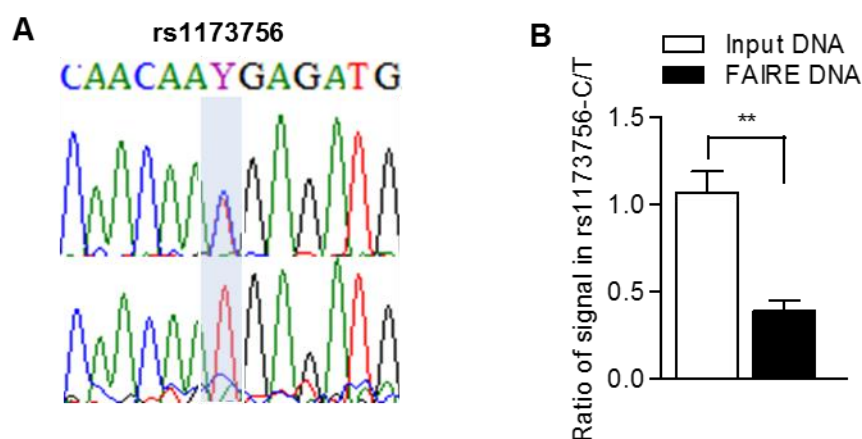 A
rs1173756
CAACAAYGAGATG
B
Input DNA
FAIRE DNA
Ratio of signal in rs1173756-C/T
1.5
1.0
0.5
0.0
**